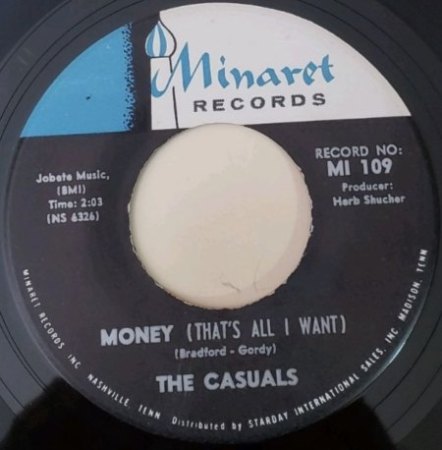 Minaret
RECORDS
Jobete Music,
(BMI)
Time: 2:03
(NS 6326)
RECORD NO:
MI 109
Producer:
Herb Shucher
MONEY (THAT'S ALL I WANT)
(Bradford - Gordy)
THE CASUALS
MINARET RECORDS, INC. NASHVILLE, TENN
Distributed by STARDAY INTERNATIONAL SALES, INC. MADISON, TENN